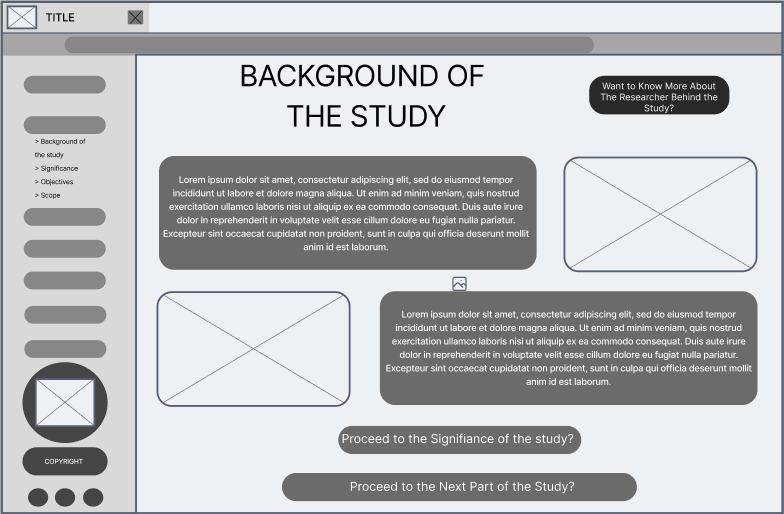 TITLE
BACKGROUND OF
THE STUDY
Want to Know More About
The Researcher Behind the
Study?
> Background of
the study
> Significance
> Objectives
> Scope
Lorem ipsum dolor sit amet, consectetur adipiscing elit, sed do eiusmod tempor
incididunt ut labore et dolore magna aliqua. Ut enim ad minim veniam, quis nostrud
exercitation ullamco laboris nisi ut aliquip ex ea commodo consequat. Duis aute irure
dolor in reprehenderit in voluptate velit esse cillum dolore eu fugiat nulla pariatur.
Excepteur sint occaecat cupidatat non proident, sunt in culpa qui officia deserunt mollit
anim id est laborum.
Lorem ipsum dolor sit amet, consectetur adipiscing elit, sed do eiusmod tempor
incididunt ut labore et dolore magna aliqua. Ut enim ad minim veniam, quis nostrud
exercitation ullamco laboris nisi ut aliquip ex ea commodo consequat. Duis aute irure
dolor in reprehenderit in voluptate velit esse cillum dolore eu fugiat nulla pariatur.
Excepteur sint occaecat cupidatat non proident, sunt in culpa qui officia deserunt mollit
anim id est laborum.
Proceed to the Signifiance of the study?
COPYRIGHT
Proceed to the Next Part of the Study?